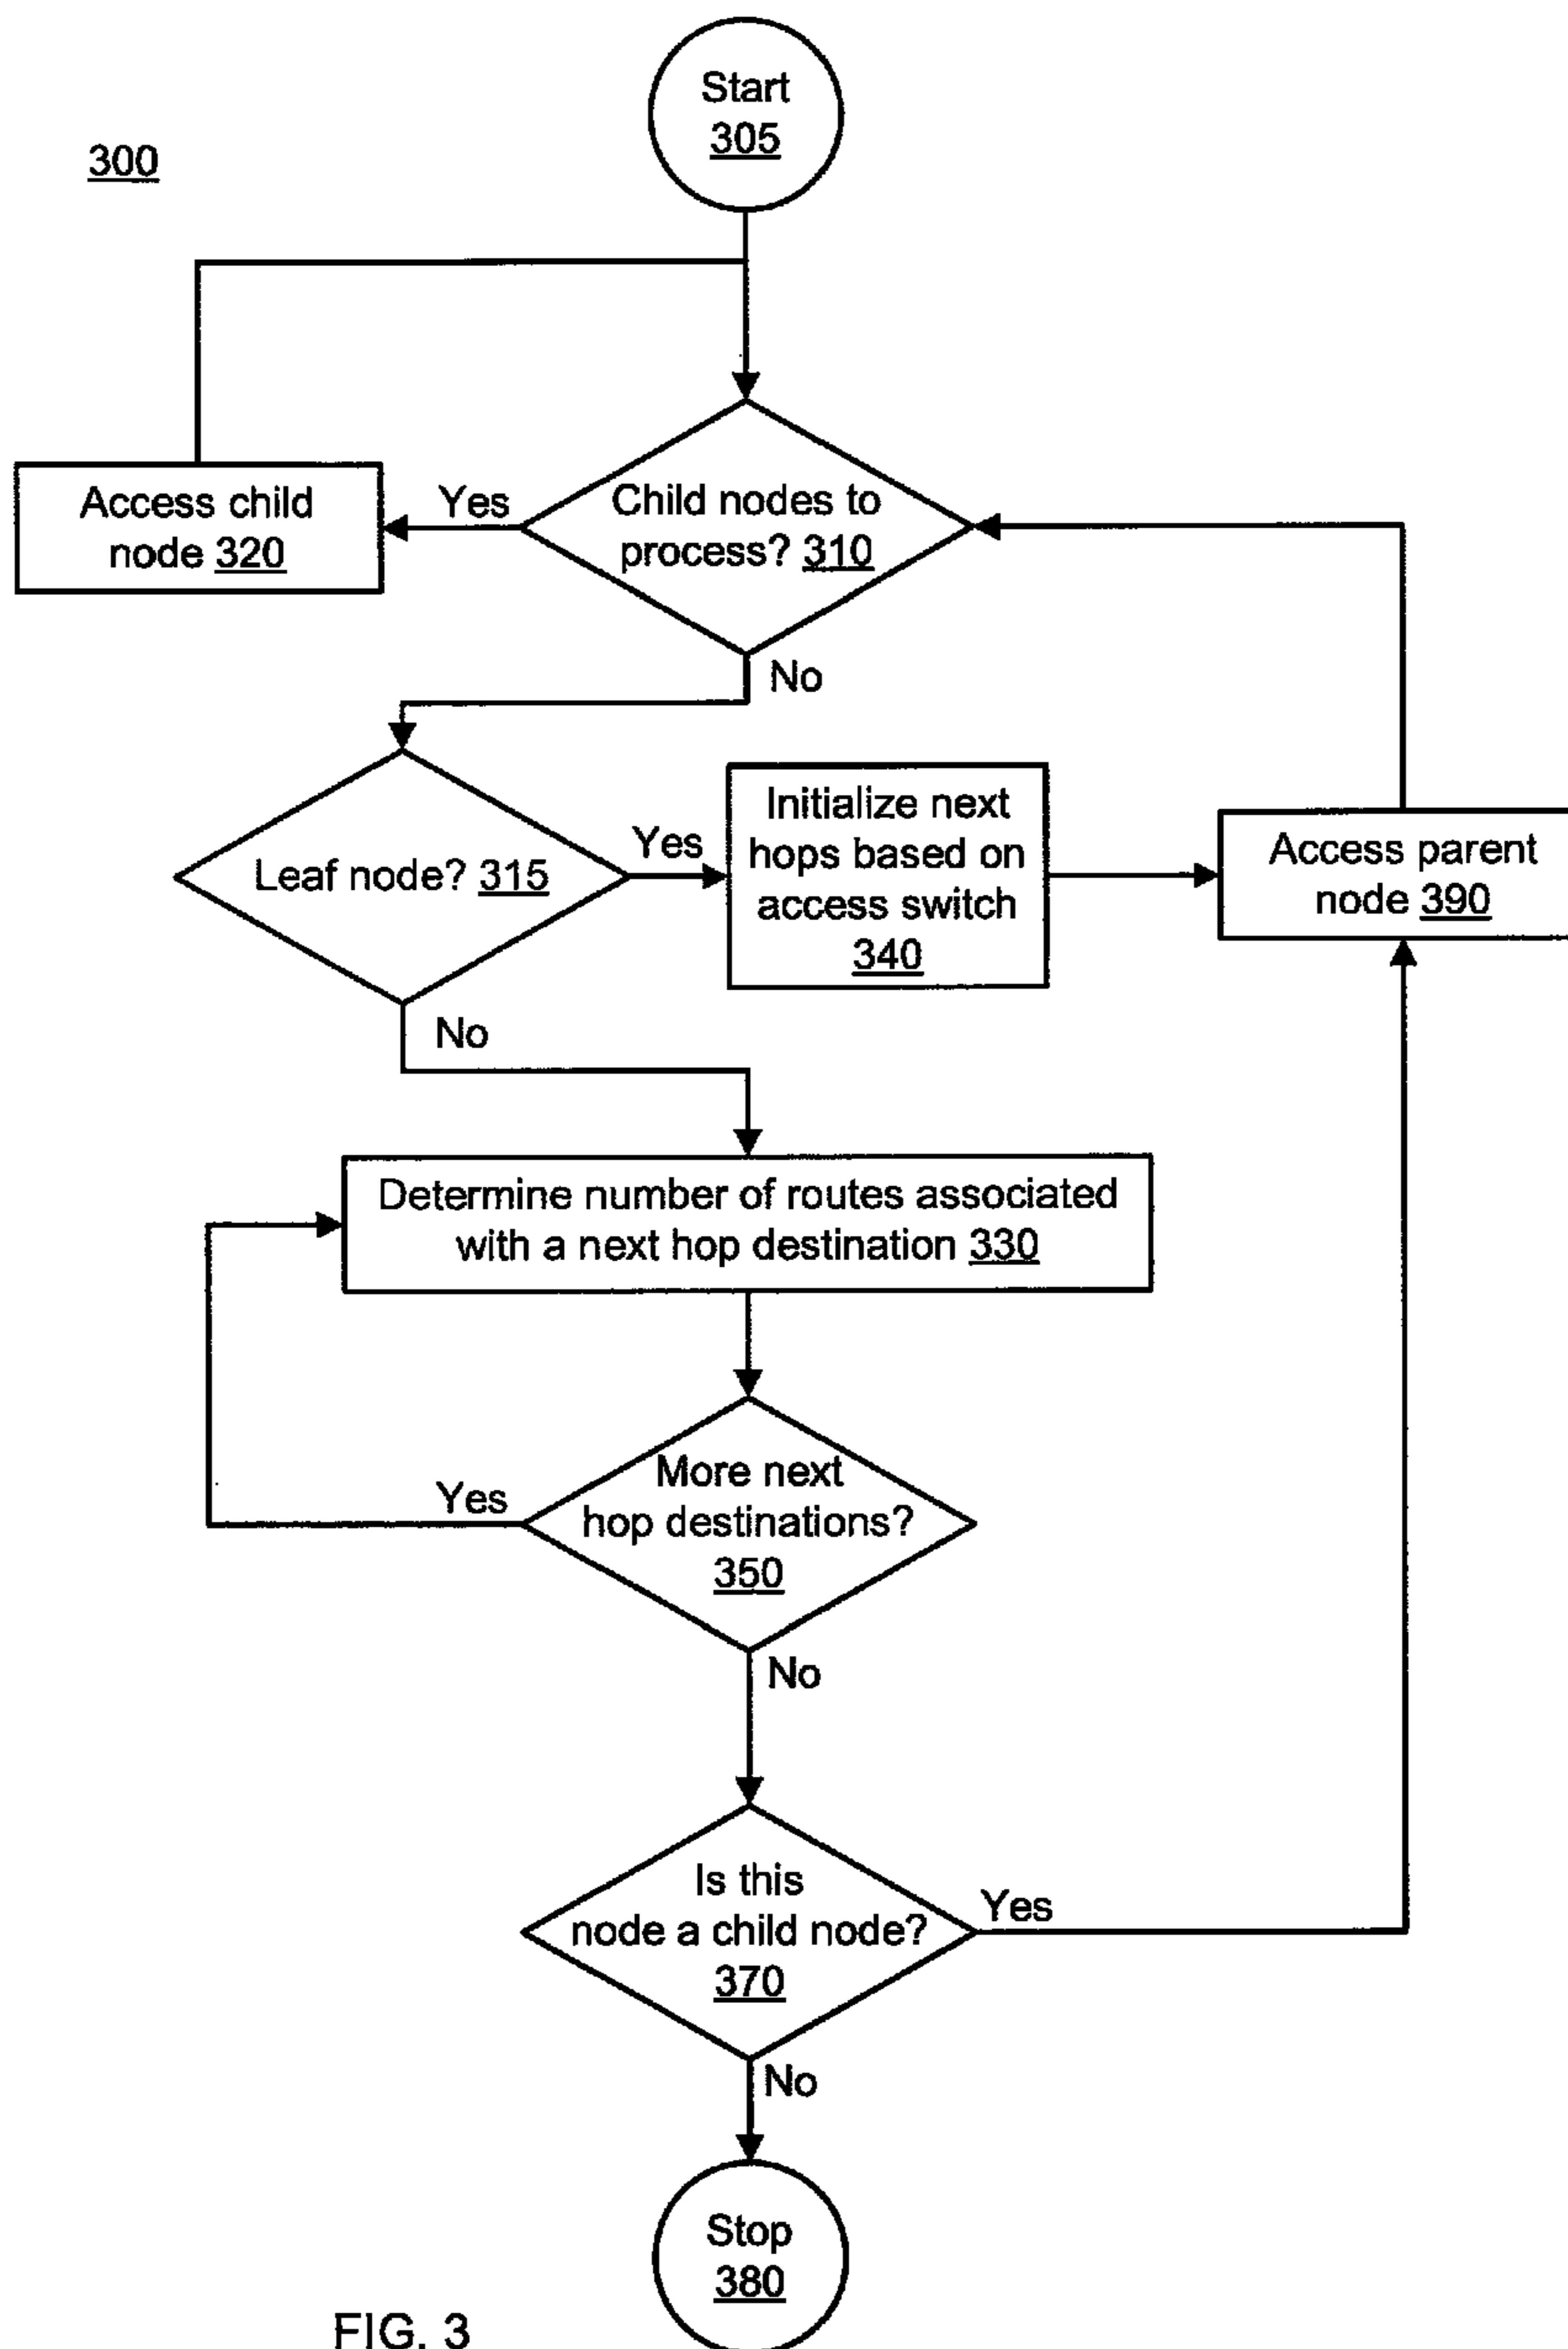 Start
305
300
Access child
node 320
Yes
Child nodes to
process? 310
No
Leaf node? 315
Yes
Initialize next
hops based on
access switch
340
Access parent
node 390
No
Determine number of routes associated
with a next hop destination 330
Yes
More next
hop destinations?
350
No
Is this
node a child node?
370
Yes
No
Stop
380
FIG. 3